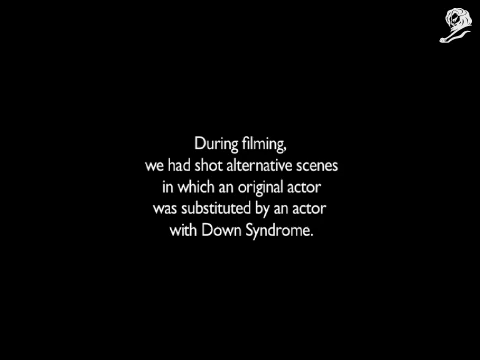 During filming,
we had shot alternative scenes
in which an original actor
was substituted by an actor
with Down Syndrome.